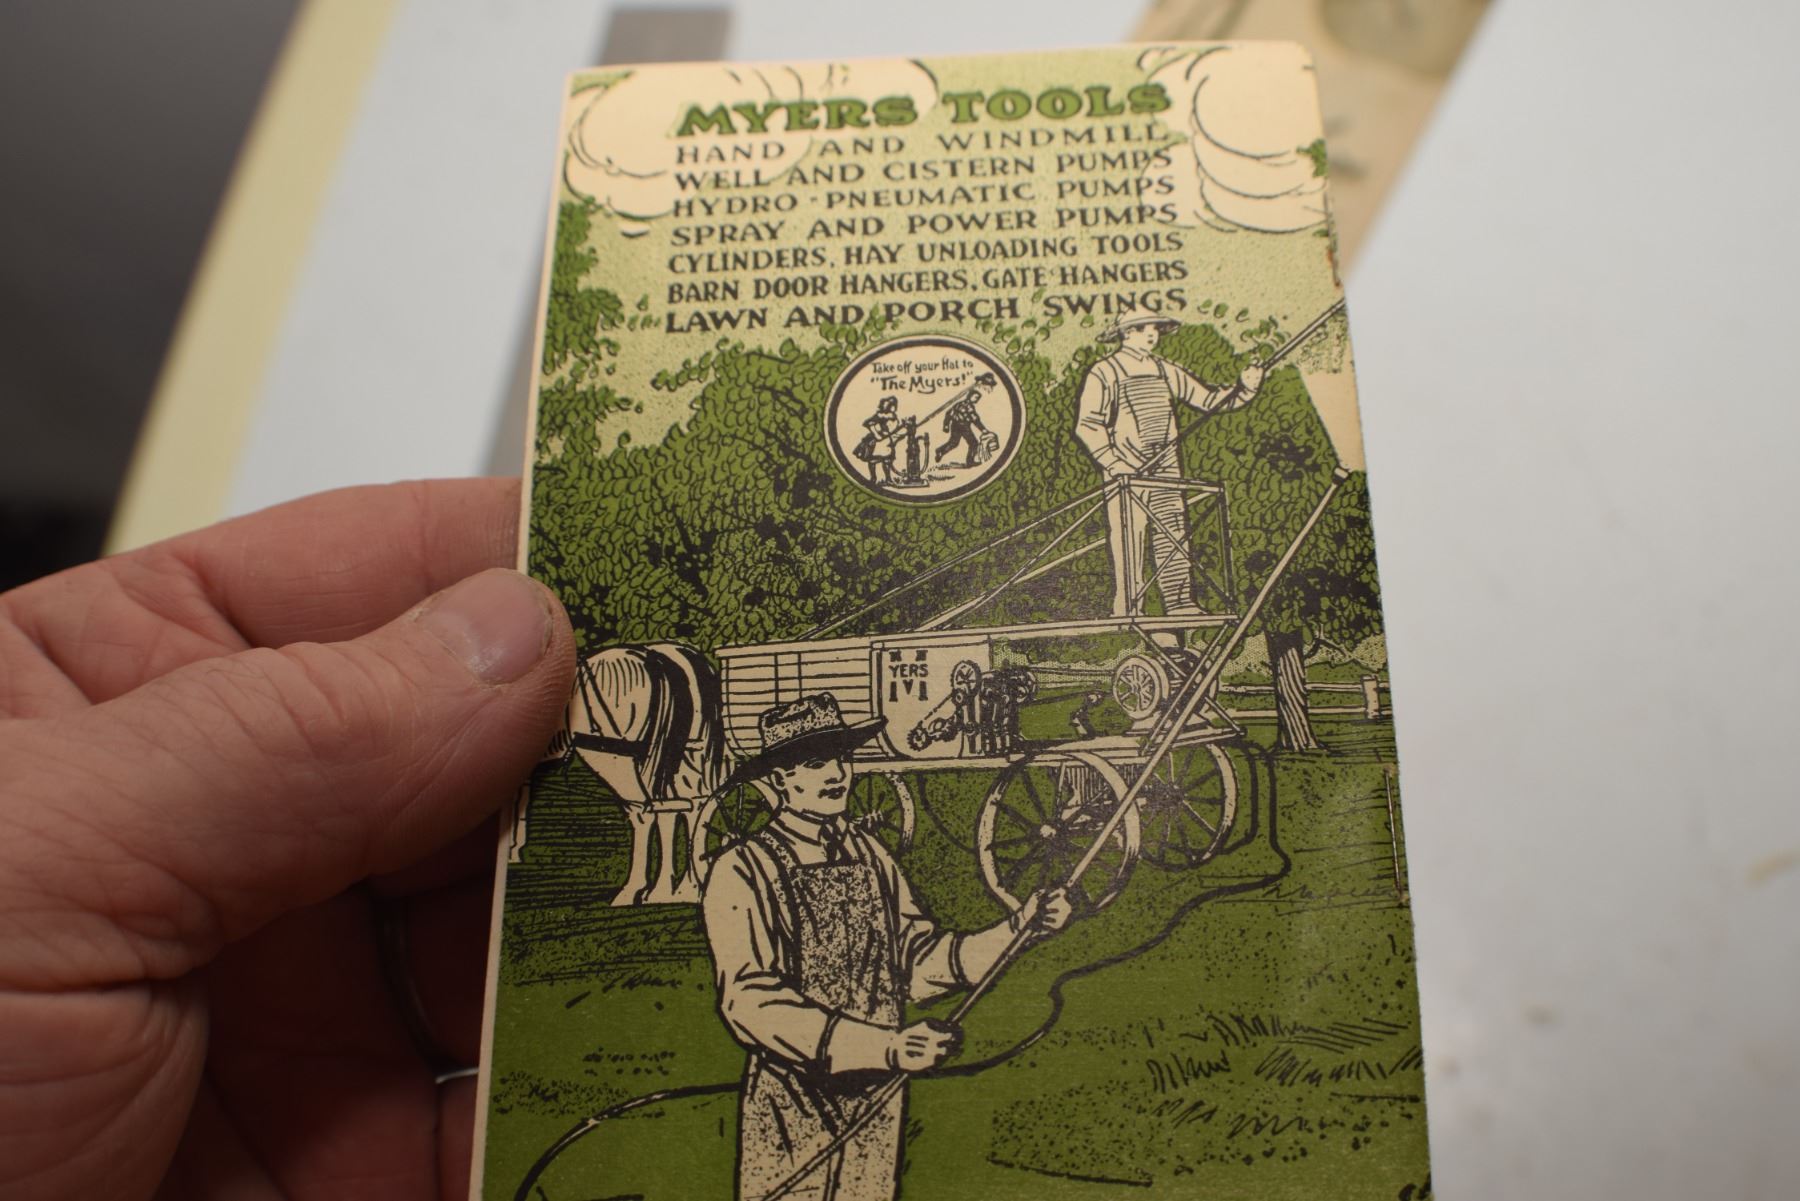 MYERS TOOLS
HAND AND WINDMILL
WELL AND CISTERN PUMPS
HYDRO-PNEUMATIC PUMPS
SPRAY AND POWER PUMPS
CYLINDERS, HAY UNLOADING TOOLS
BARN DOOR HANGERS, GATE HANGERS
LAWN AND PORCH SWINGS
Take off your Hat to
"The Myers!"
MYERS